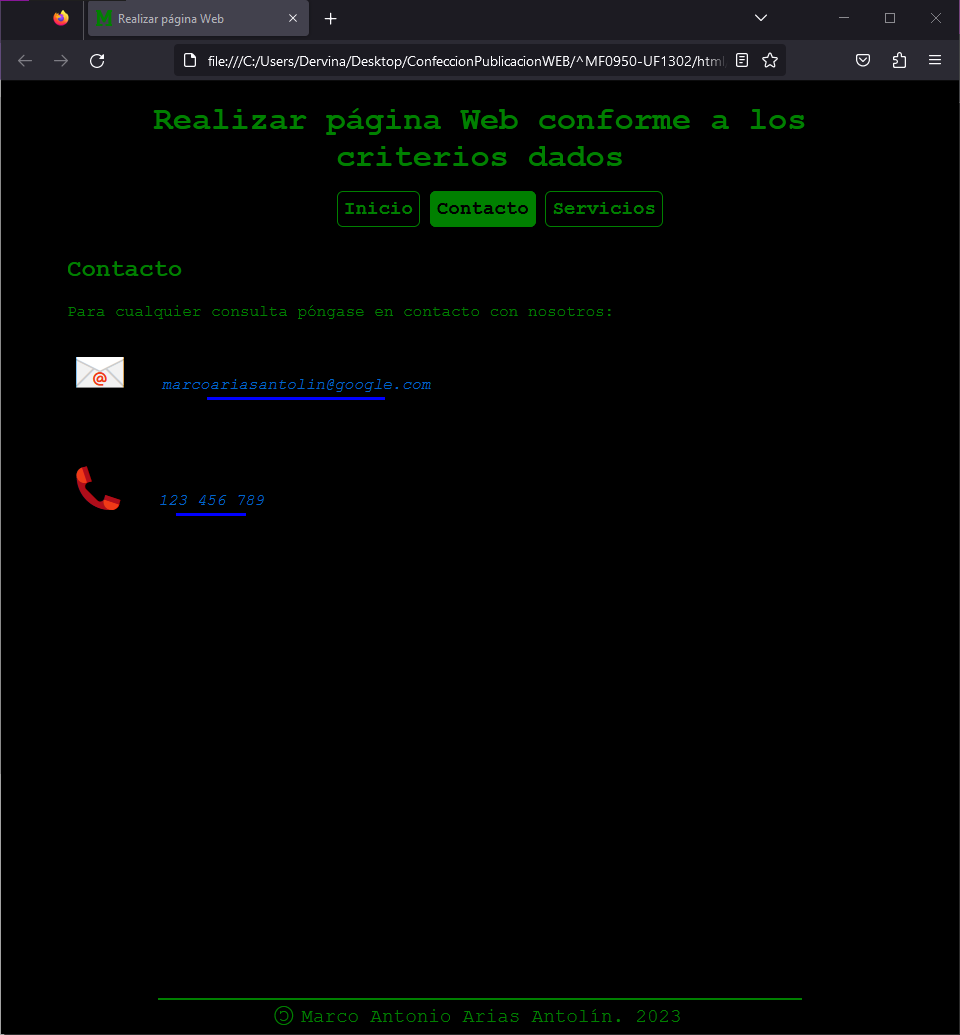 M Realizar página Web
file:///C:/Users/Dervina/Desktop/ConfeccionPublicacionWEB/^MF0950-UF1302/html
Realizar página Web conforme a los
criterios dados
Inicio Contacto Servicios
Contacto
Para cualquier consulta póngase en contacto con nosotros:
@
marcoariasantolin@google.com
123 456 789
🄯 Marco Antonio Arias Antolín. 2023